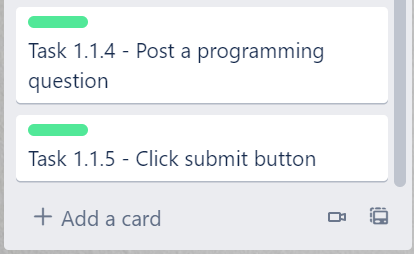 Task 1.1.4 - Post a programming
question
Task 1.1.5 - Click submit button
+ Add a card